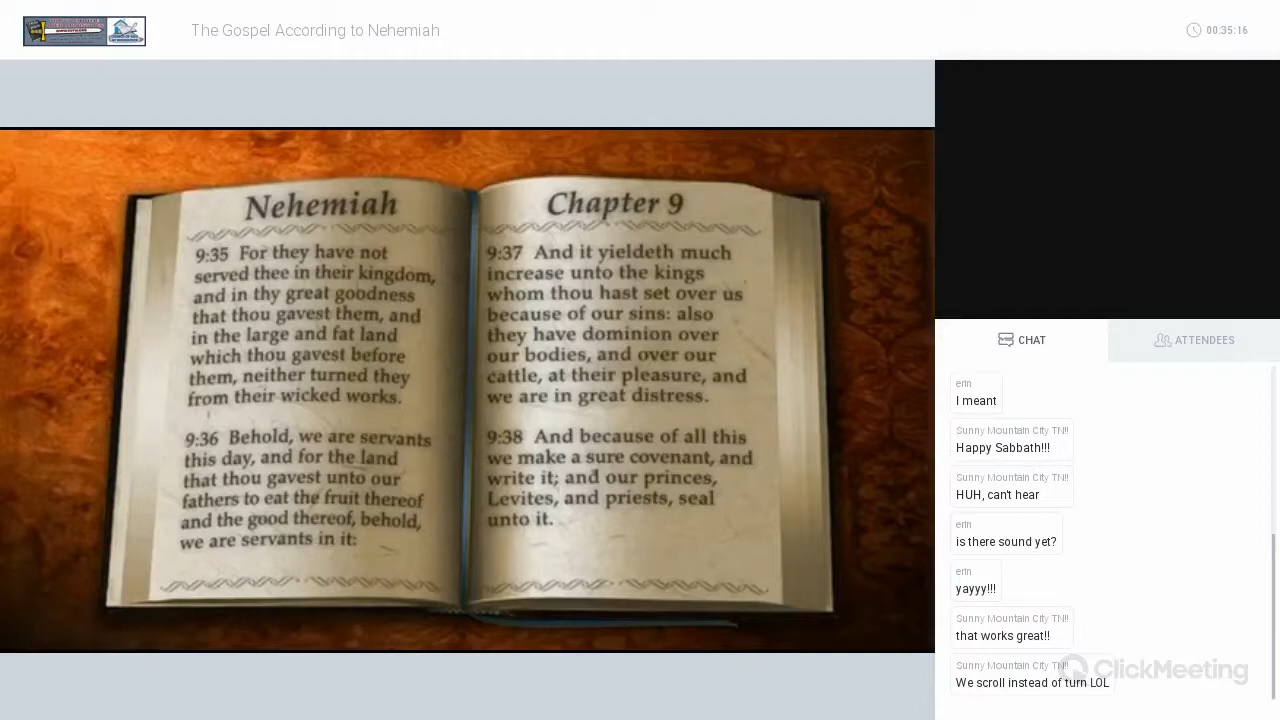 The Gospel According to Nehemiah
00:35:16
Nehemiah
9:35 For they have not
served thee in their kingdom,
and in thy great goodness
that thou gavest them, and
in the large and fat land
which thou gavest before
them, neither turned they
from their wicked works.
9:36 Behold, we are servants
this day, and for the land
that thou gavest unto our
fathers to eat the fruit thereof
and the good thereof, behold,
we are servants in it:
Chapter 9
9:37 And it yieldeth much
increase unto the kings
whom thou hast set over us
because of our sins: also
they have dominion over
our bodies, and over our
cattle, at their pleasure, and
we are in great distress.
9:38 And because of all this
we make a sure covenant, and
write it; and our princes,
Levites, and priests, seal
unto it.
CHAT
ATTENDEES
erin
I meant
Sunny Mountain City TN!!
Happy Sabbath!!!
Sunny Mountain City TN!!
HUH, can't hear
erin
is there sound yet?
erin
yayyy!!!
Sunny Mountain City TN!!
that works great!!
Sunny Mountain City TN!!
We scroll instead of turn LOL
ClickMeeting